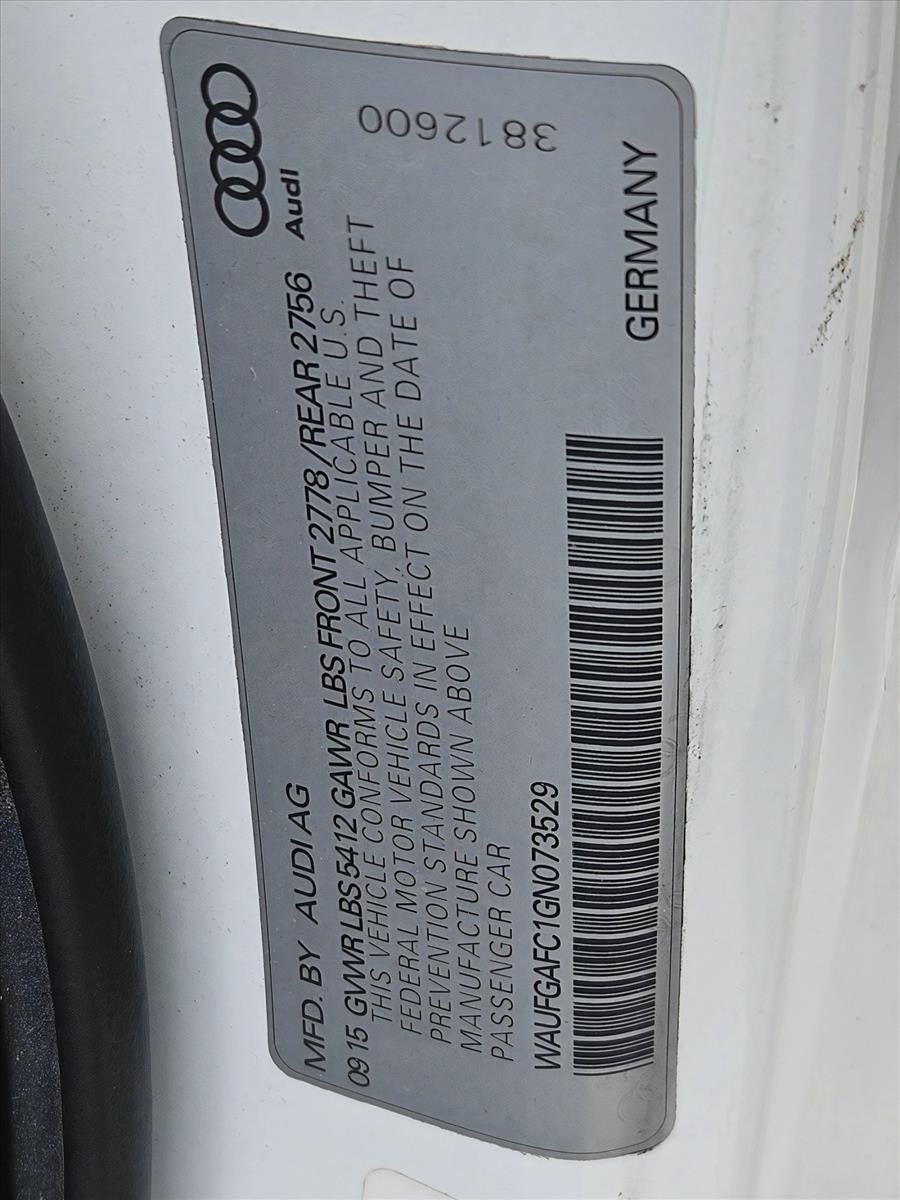 Audi
MFD. BY AUDI AG
09 15 GVWR LBS 5412 GAWR LBS FRONT 2778 /REAR 2756
THIS VEHICLE CONFORMS TO ALL APPLICABLE U.S.
FEDERAL MOTOR VEHICLE SAFETY, BUMPER AND THEFT
PREVENTION STANDARDS IN EFFECT ON THE DATE OF
MANUFACTURE SHOWN ABOVE
PASSENGER CAR
WAUFGAFC1GN073529
GERMANY
3812600